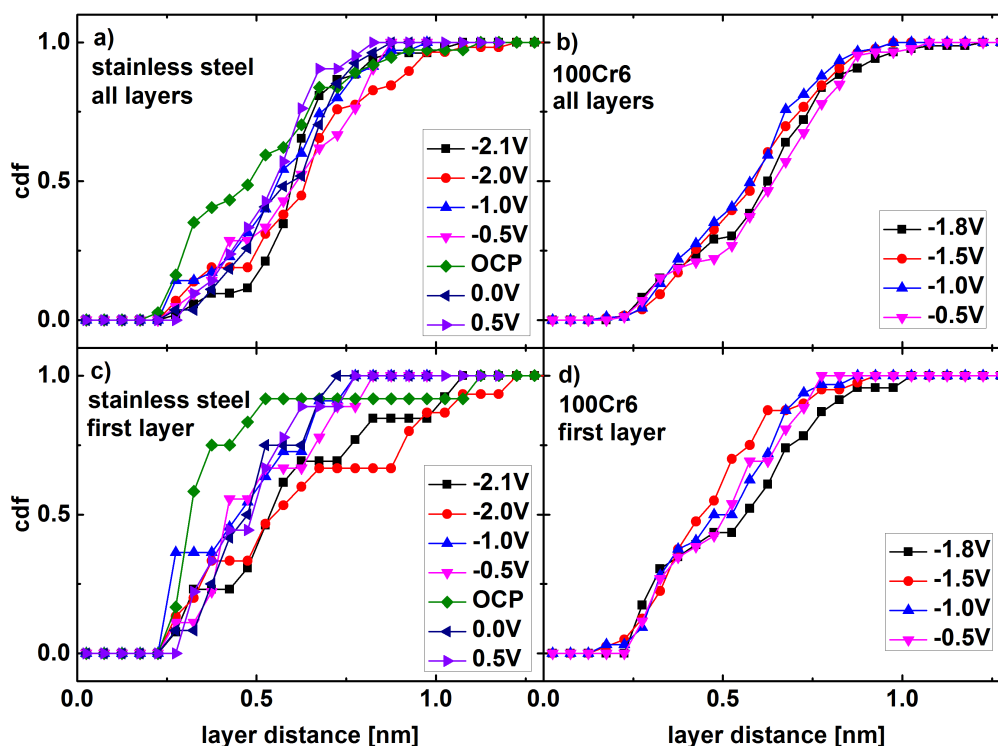 a)
stainless steel
all layers
-2.1V
-2.0V
-1.0V
-0.5V
OCP
0.0V
0.5V
b)
100Cr6
all layers
-1.8V
-1.5V
-1.0V
-0.5V
1.0
0.5
0.0
cdf
c)
stainless steel
first layer
-2.1V
-2.0V
-1.0V
-0.5V
OCP
0.0V
0.5V
d)
100Cr6
first layer
-1.8V
-1.5V
-1.0V
-0.5V
1.0
0.5
0.0
cdf
0.0 0.5 1.0 0.0 0.5 1.0
layer distance [nm] layer distance [nm]